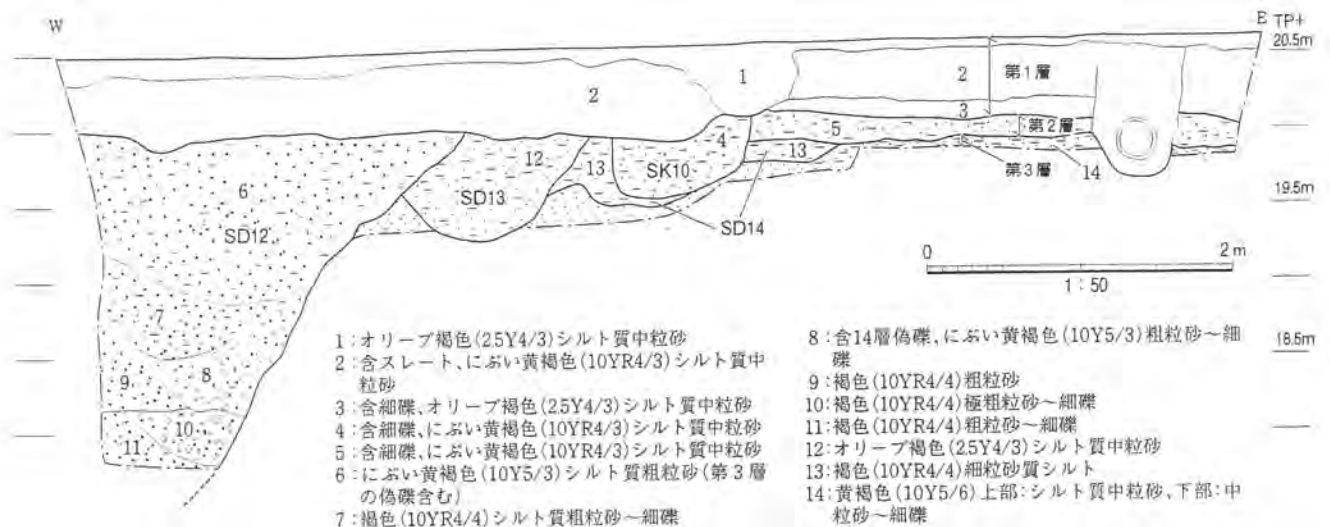 W
E TP+
20.5m
1
2
第1層
2
3
5
第2層
4
12
13
13
6
SK10
第3層
14
SD13
19.5m
SD12
SD14
0 2m
1:50
7
18.5m
8
9
10
11
1:オリーブ褐色(2.5Y4/3)シルト質中粒砂
2:含スレート、にぶい黄褐色(10YR4/3)シルト質中
粒砂
3:含細礫、オリーブ褐色(2.5Y4/3)シルト質中粒砂
4:含細礫、にぶい黄褐色(10YR4/3)シルト質中粒砂
5:含細礫、にぶい黄褐色(10YR4/3)シルト質中粒砂
6:にぶい黄褐色(10Y5/3)シルト質粗粒砂(第3層
の偽礫含む)
7:褐色(10YR4/4)シルト質粗粒砂~細礫
8:含14層偽礫、にぶい黄褐色(10Y5/3)粗粒砂~細
礫
9:褐色(10YR4/4)粗粒砂
10:褐色(10YR4/4)極粗粒砂~細礫
11:褐色(10YR4/4)粗粒砂~細礫
12:オリーブ褐色(2.5Y4/3)シルト質中粒砂
13:褐色(10YR4/4)細粒砂質シルト
14:黄褐色(10Y5/6)上部:シルト質中粒砂、下部:中
粒砂~細礫